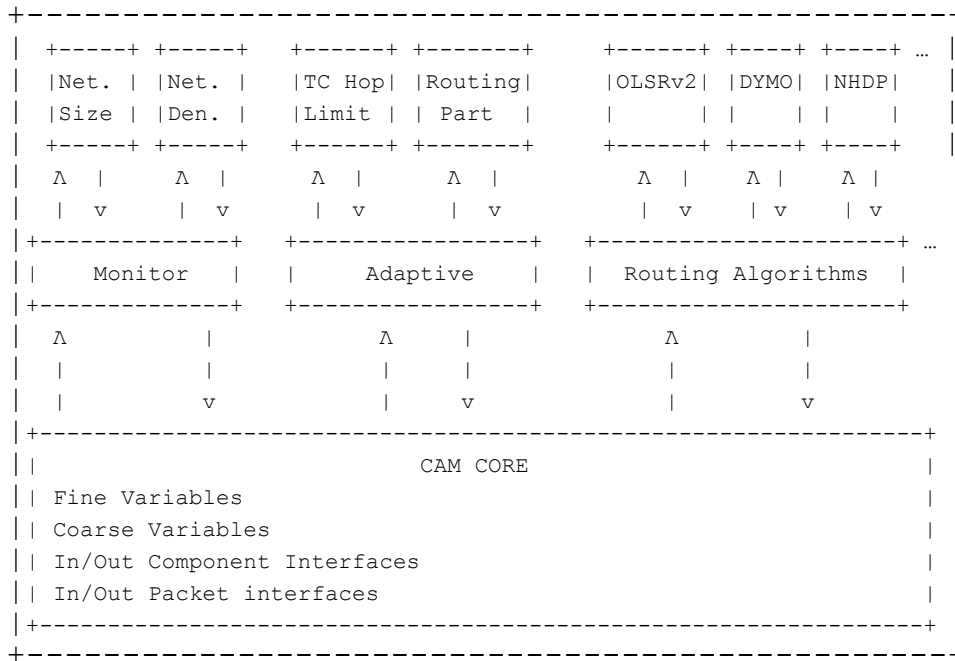 +-----+ +-----+ +------+ +-------+ +------+ +----+ +----+ …
|Net. | |Net. | |TC Hop| |Routing| |OLSRv2| |DYMO| |NHDP|
|Size | |Den. | |Limit | | Part | | | | | | |
+-----+ +-----+ +------+ +-------+ +------+ +----+ +----+
Λ | Λ | Λ | Λ | Λ | Λ | Λ |
| v | v | v | v | v | v | v
+--------------+ +-----------------+ +---------------------+ …
| Monitor | | Adaptive | | Routing Algorithms |
+--------------+ +-----------------+ +---------------------+
Λ | Λ | Λ |
| | | | | |
| v | v | v
CAM CORE
Fine Variables
Coarse Variables
In/Out Component Interfaces
In/Out Packet interfaces